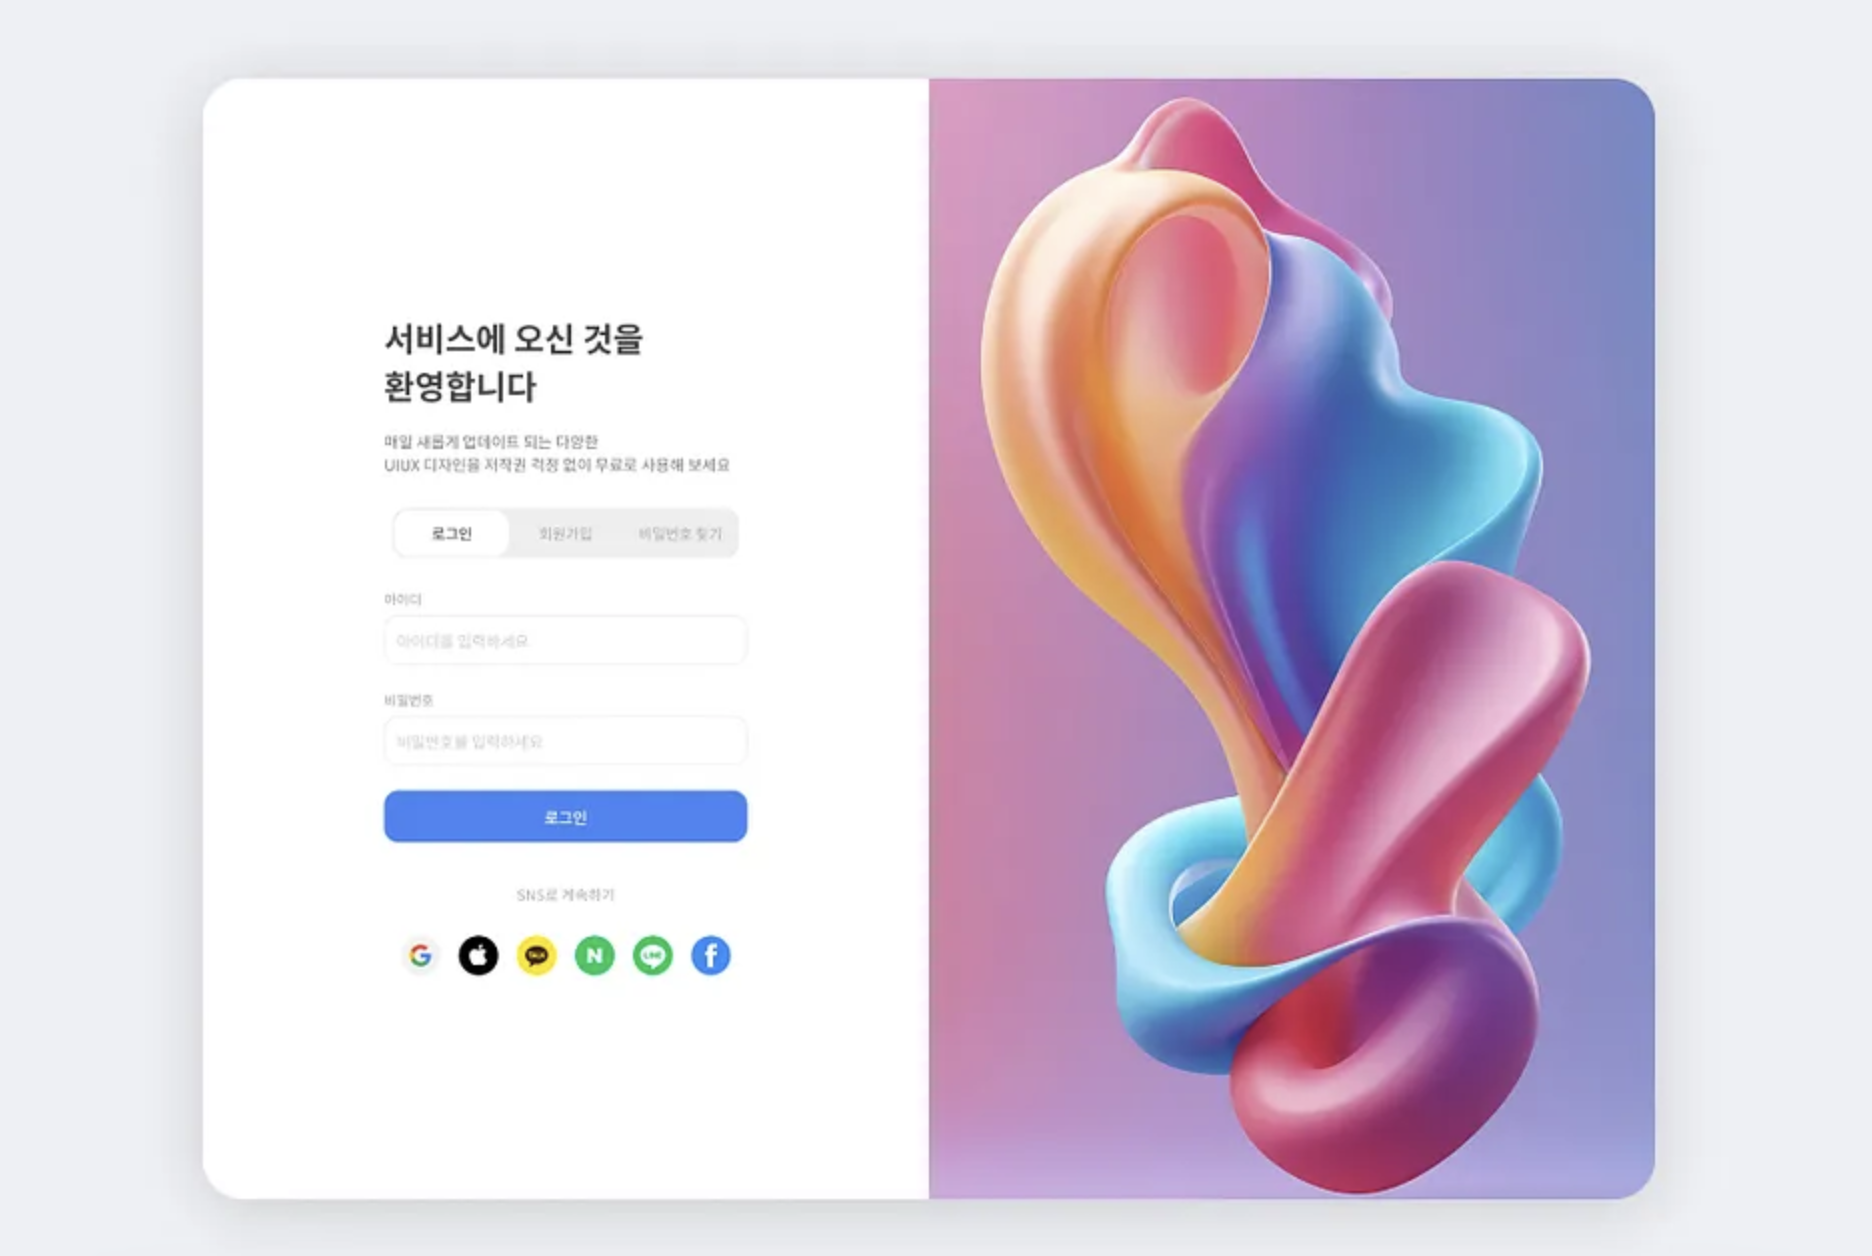 서비스에 오신 것을
환영합니다
매일 새롭게 업데이트 되는 다양한
UIUX 디자인을 저작권 걱정 없이 무료로 사용해 보세요
로그인 회원가입 비밀번호 찾기
아이디
아이디를 입력하세요
비밀번호
비밀번호를 입력하세요
로그인
SNS로 계속하기
G TALK N LINE f